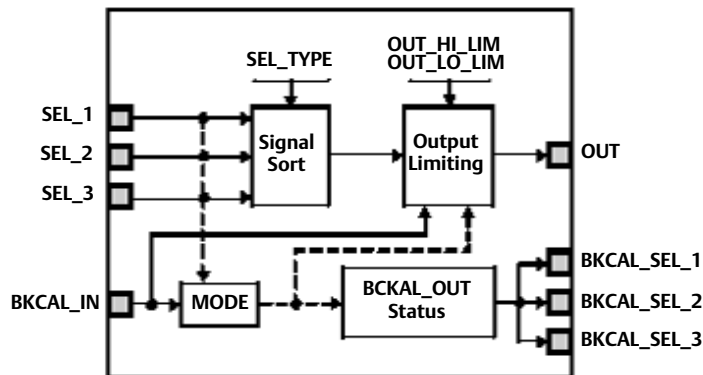 SEL_TYPE
OUT_HI_LIM
OUT_LO_LIM
SEL_1
SEL_2
SEL_3
Signal
Sort
Output
Limiting
OUT
BKCAL_IN
MODE
BCKAL_OUT
Status
BKCAL_SEL_1
BKCAL_SEL_2
BKCAL_SEL_3